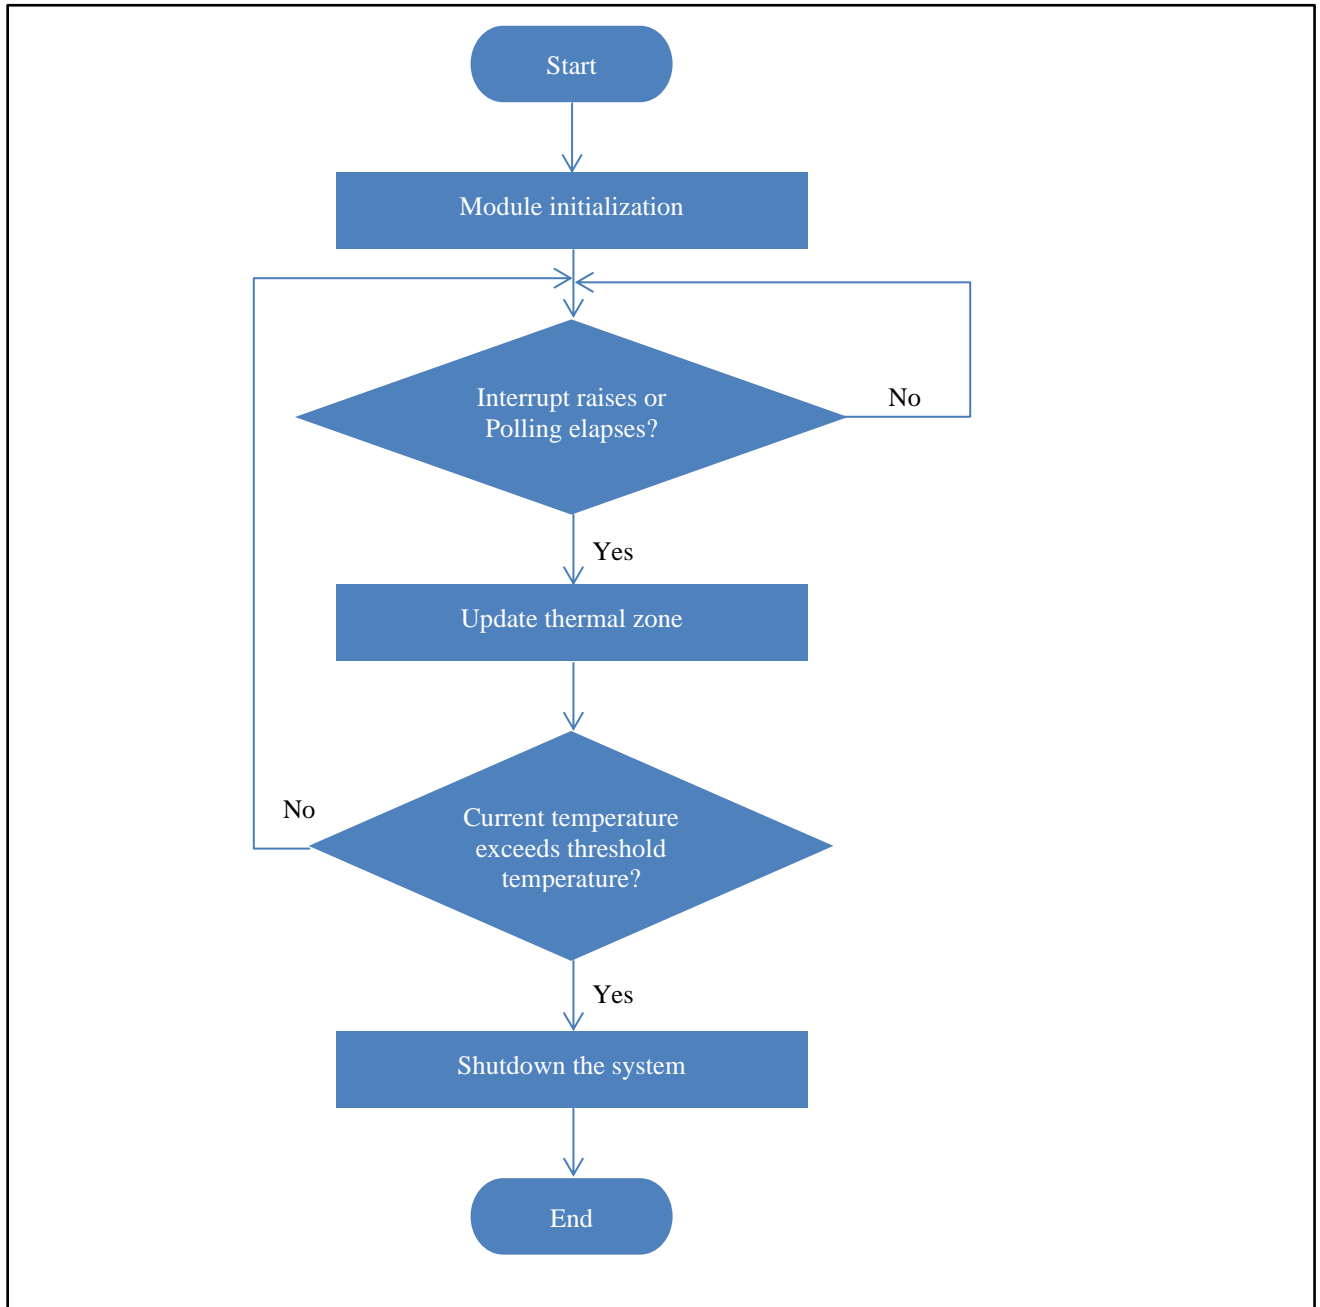 Start
Module initialization
Interrupt raises or
Polling elapses?
No
Yes
Update thermal zone
No
Current temperature
exceeds threshold
temperature?
Yes
Shutdown the system
End